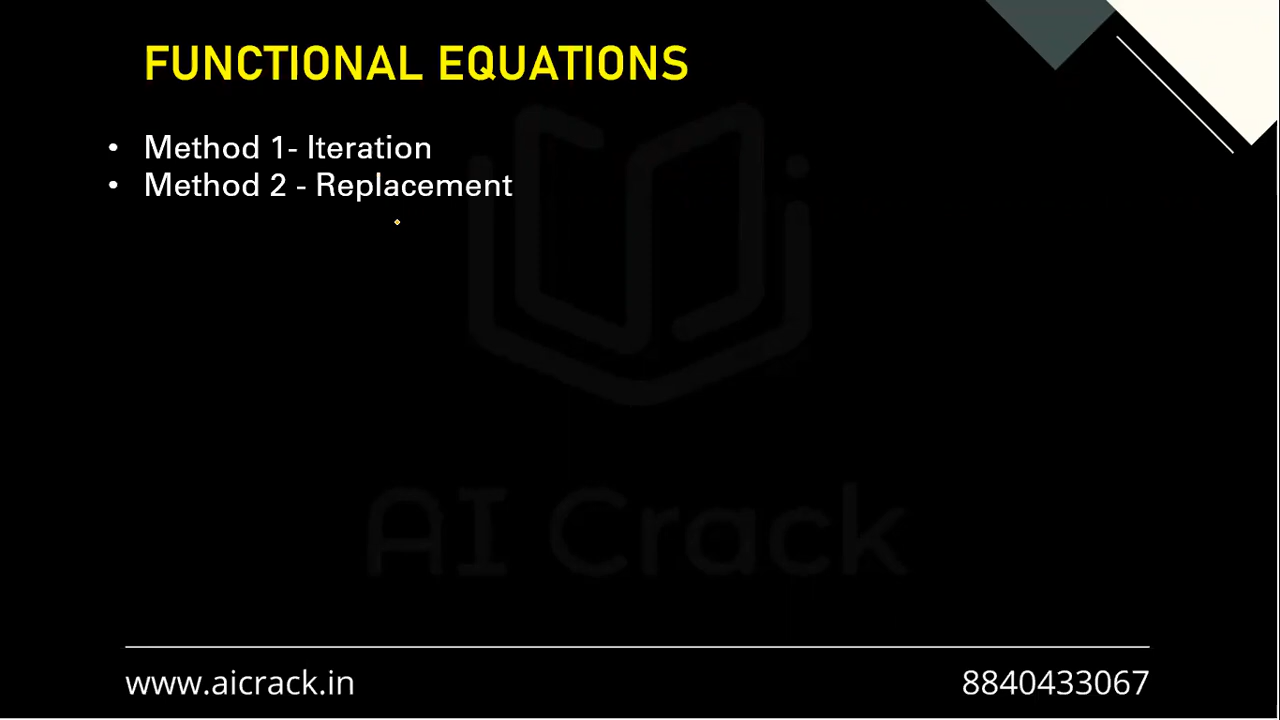 FUNCTIONAL EQUATIONS
• Method 1- Iteration
• Method 2 - Replacement
AI Crack
www.aicrack.in
8840433067